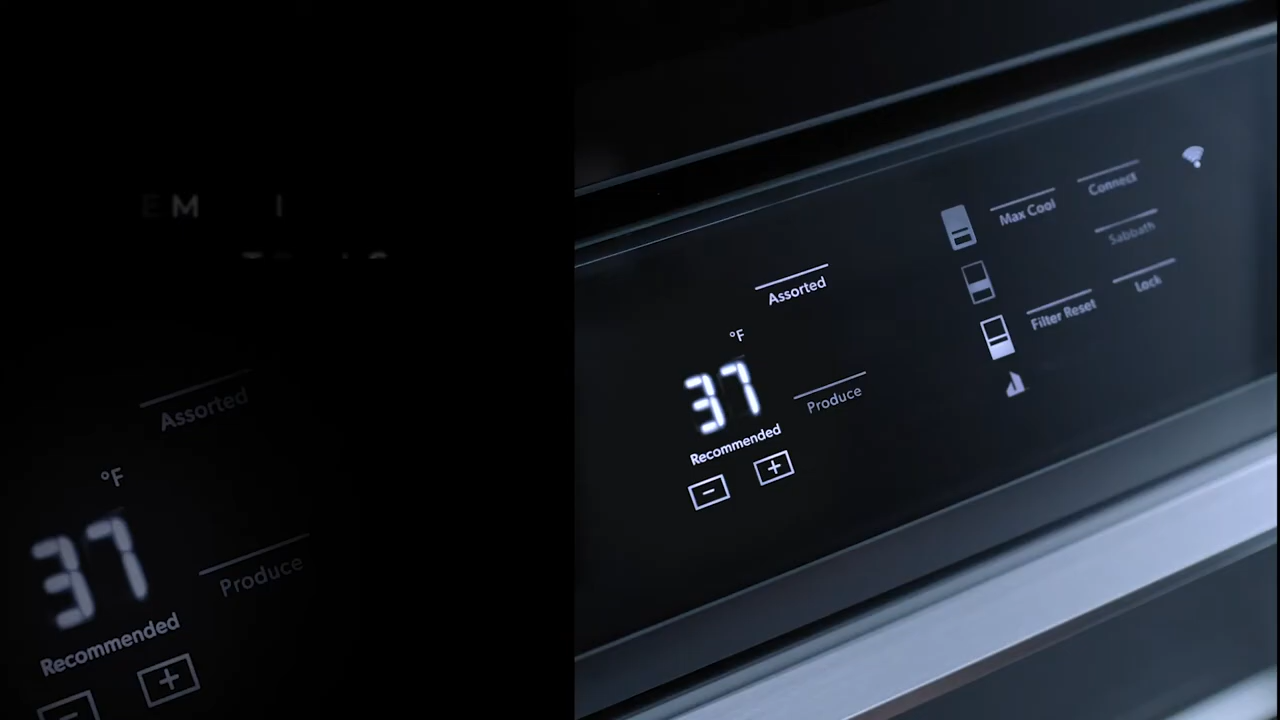 Assorted
°F
37
Produce
Recommended
Assorted
°F
37
Produce
Recommended
Max Cool
Connect
Sabbath
Filter Reset
Lock